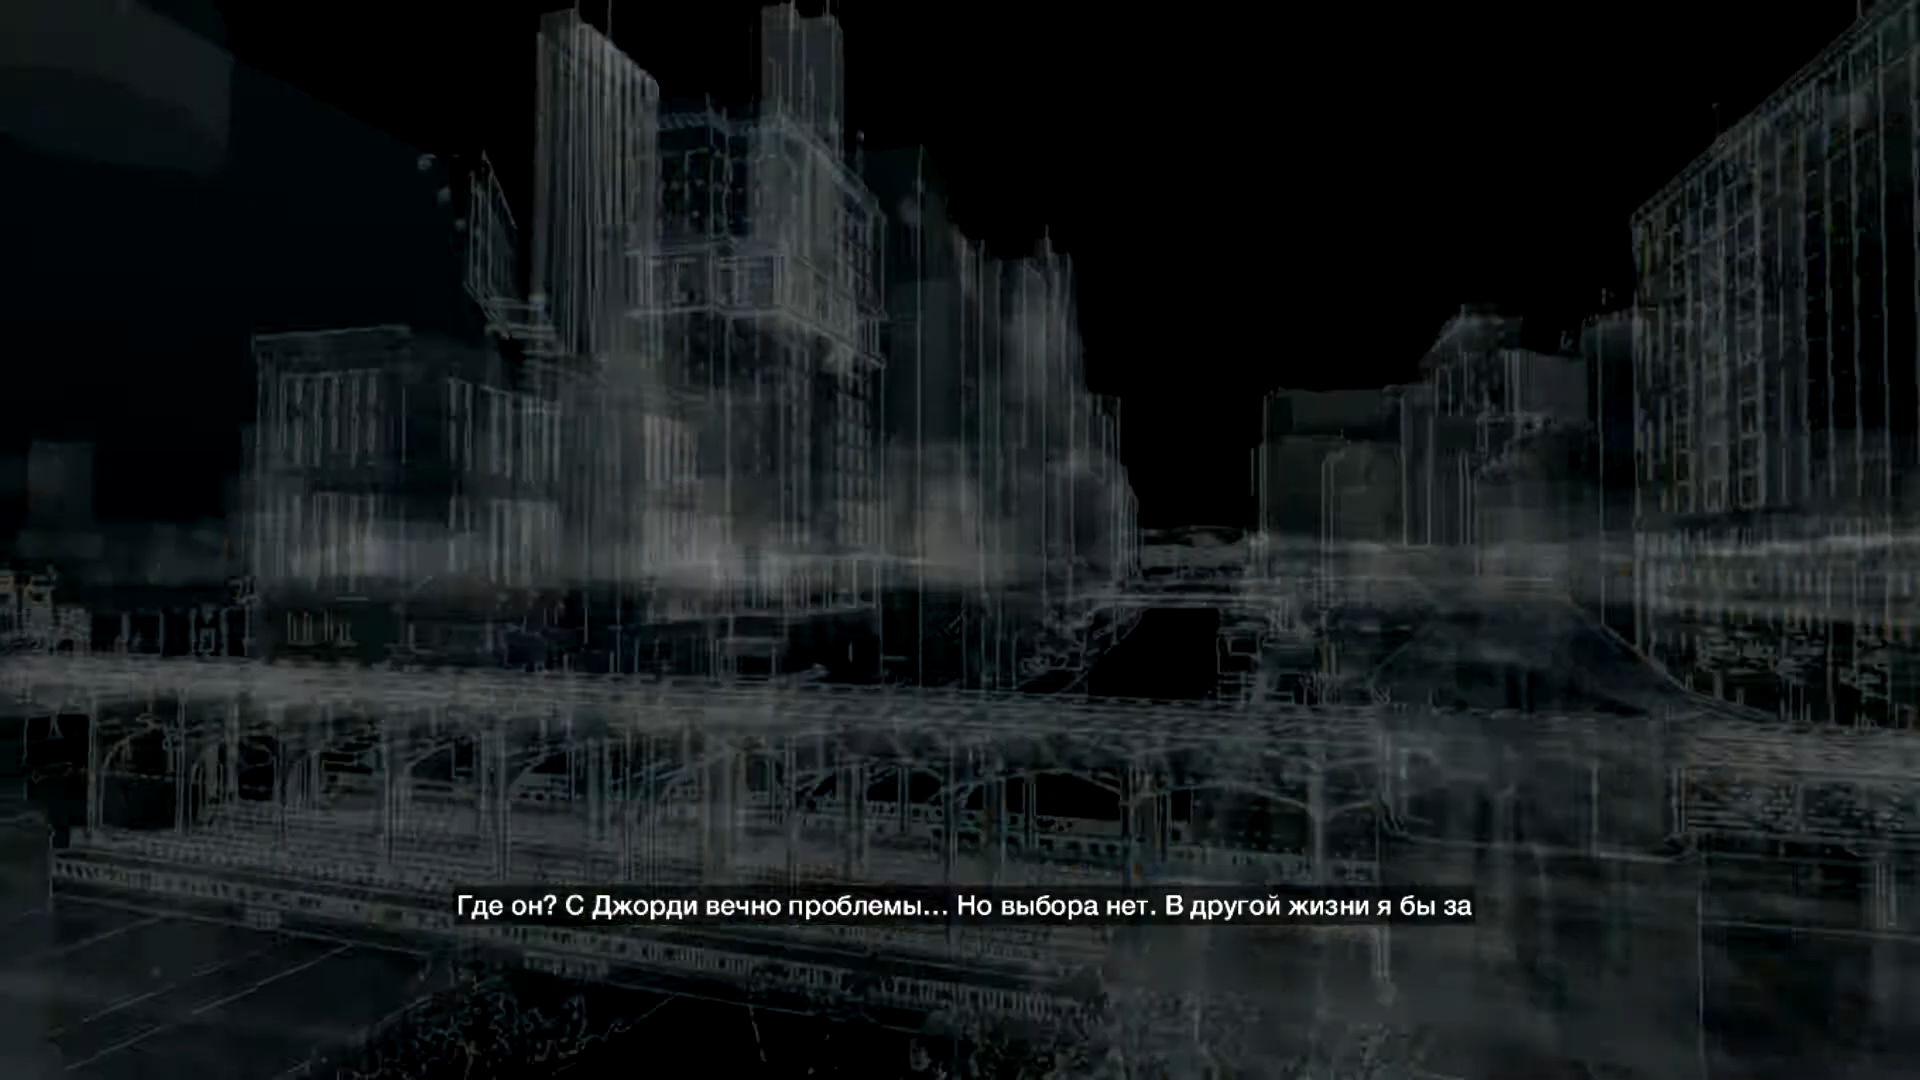 Где он? С Джорди вечно проблемы... Но выбора нет. В другой жизни я бы за